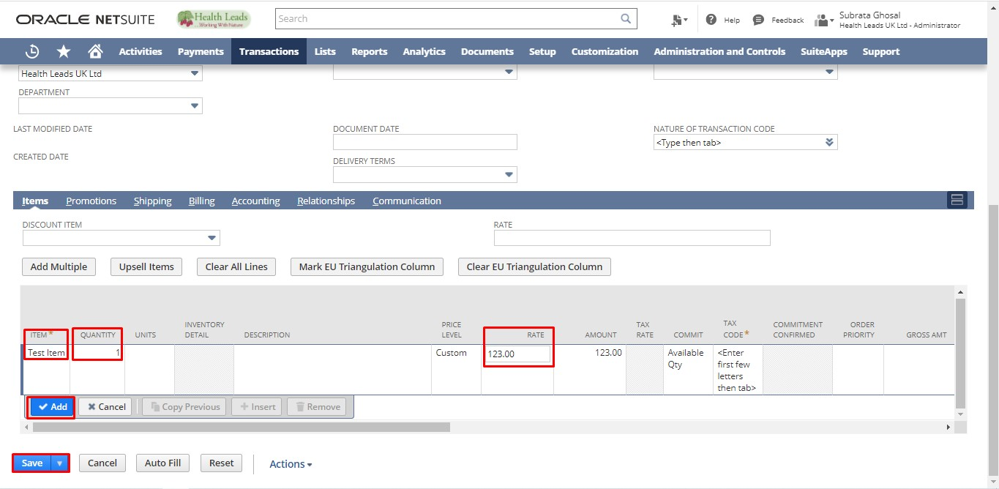 ORACLE NETSUITE
Health Leads
...Working With Nature
Search
Help
Feedback
Subrata Ghosal
Health Leads UK Ltd - Administrator
Activities Payments Transactions Lists Reports Analytics Documents Setup Customization Administration and Controls SuiteApps Support
Health Leads UK Ltd
DEPARTMENT
LAST MODIFIED DATE
CREATED DATE
DOCUMENT DATE
DELIVERY TERMS
NATURE OF TRANSACTION CODE
<Type then tab>
Items Promotions Shipping Billing Accounting Relationships Communication
DISCOUNT ITEM
RATE
Add Multiple Upsell Items Clear All Lines Mark EU Triangulation Column Clear EU Triangulation Column
ITEM*
QUANTITY
UNITS
INVENTORY
DETAIL
DESCRIPTION
PRICE
LEVEL
RATE
AMOUNT
TAX
RATE
COMMIT
TAX
CODE*
COMMITMENT
CONFIRMED
ORDER
PRIORITY
GROSS AMT
Test Item
1
Custom
123.00
123.00
Available
Qty
<Enter
first few
letters
then tab>
Add Cancel Copy Previous Insert Remove
Save Cancel Auto Fill Reset Actions